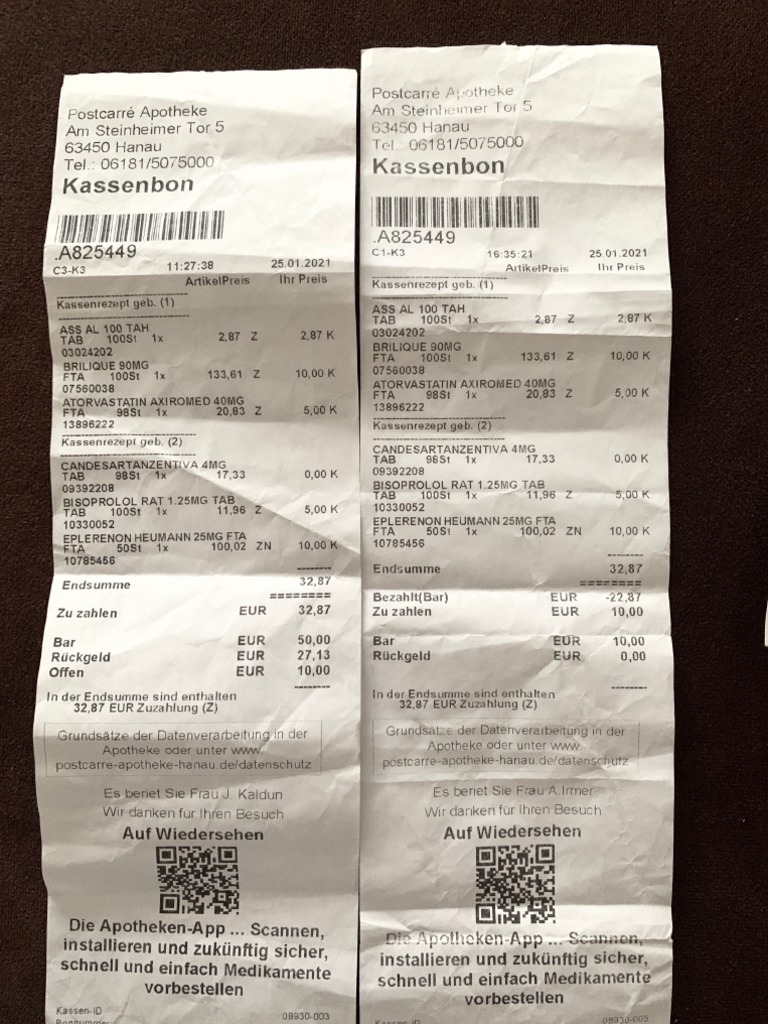 Postcarré Apotheke
Am Steinheimer Tor 5
63450 Hanau
Tel.: 06181/5075000
Kassenbon
.A825449
C3-K3 11:27:38 25.01.2021
ArtikelPreis Ihr Preis
Kassenrezept geb. (1)
ASS AL 100 TAH
TAB 100St 1x 2,87 Z 2,87 K
03024202
BRILIQUE 90MG
FTA 100St 1x 133,61 Z 10,00 K
07560038
ATORVASTATIN AXIROMED 40MG
FTA 98St 1x 20,83 Z 5,00 K
13896222
Kassenrezept geb. (2)
CANDESARTANZENTIVA 4MG
TAB 98St 1x 17,33 0,00 K
09392208
BISOPROLOL RAT 1.25MG TAB
TAB 100St 1x 11,96 Z 5,00 K
10330052
EPLERENON HEUMANN 25MG FTA
FTA 50St 1x 100,02 ZN 10,00 K
10785456
Endsumme 32,87
Zu zahlen EUR 32,87
Bar EUR 50,00
Rückgeld EUR 27,13
Offen EUR 10,00
In der Endsumme sind enthalten
32,87 EUR Zuzahlung (Z)
Grundsätze der Datenverarbeitung in der
Apotheke oder unter www.
postcarre-apotheke-hanau.de/datenschutz
Es beriet Sie Frau J. Kaldun
Wir danken für Ihren Besuch
Auf Wiedersehen
Die Apotheken-App ... Scannen,
installieren und zukünftig sicher,
schnell und einfach Medikamente
vorbestellen
Kassen-ID 08930-003
Bonnummer
Postcarré Apotheke
Am Steinheimer Tor 5
63450 Hanau
Tel.: 06181/5075000
Kassenbon
.A825449
C1-K3 16:35:21 25.01.2021
ArtikelPreis Ihr Preis
Kassenrezept geb. (1)
ASS AL 100 TAH
TAB 100St 1x 2,87 Z 2,87 K
03024202
BRILIQUE 90MG
FTA 100St 1x 133,61 Z 10,00 K
07560038
ATORVASTATIN AXIROMED 40MG
FTA 98St 1x 20,83 Z 5,00 K
13896222
Kassenrezept geb. (2)
CANDESARTANZENTIVA 4MG
TAB 98St 1x 17,33 0,00 K
09392208
BISOPROLOL RAT 1.25MG TAB
TAB 100St 1x 11,96 Z 5,00 K
10330052
EPLERENON HEUMANN 25MG FTA
FTA 50St 1x 100,02 ZN 10,00 K
10785456
Endsumme 32,87
Bezahlt(Bar) EUR -22,87
Zu zahlen EUR 10,00
Bar EUR 10,00
Rückgeld EUR 0,00
In der Endsumme sind enthalten
32,87 EUR Zuzahlung (Z)
Grundsätze der Datenverarbeitung in der
Apotheke oder unter www.
postcarre-apotheke-hanau.de/datenschutz
Es beriet Sie Frau A.Irmer
Wir danken für Ihren Besuch
Auf Wiedersehen
Die Apotheken-App ... Scannen,
installieren und zukünftig sicher,
schnell und einfach Medikamente
vorbestellen
Kassen-ID